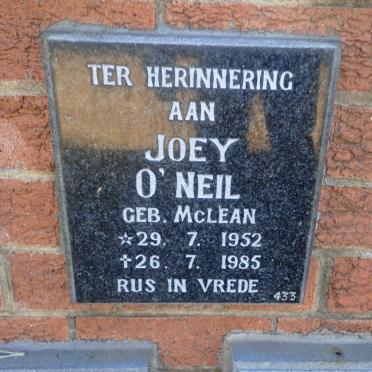 TER HERINNERING
AAN
JOEY
O'NEIL
GEB. McLEAN
☆29. 7. 1952
✝26. 7. 1985
RUS IN VREDE
433